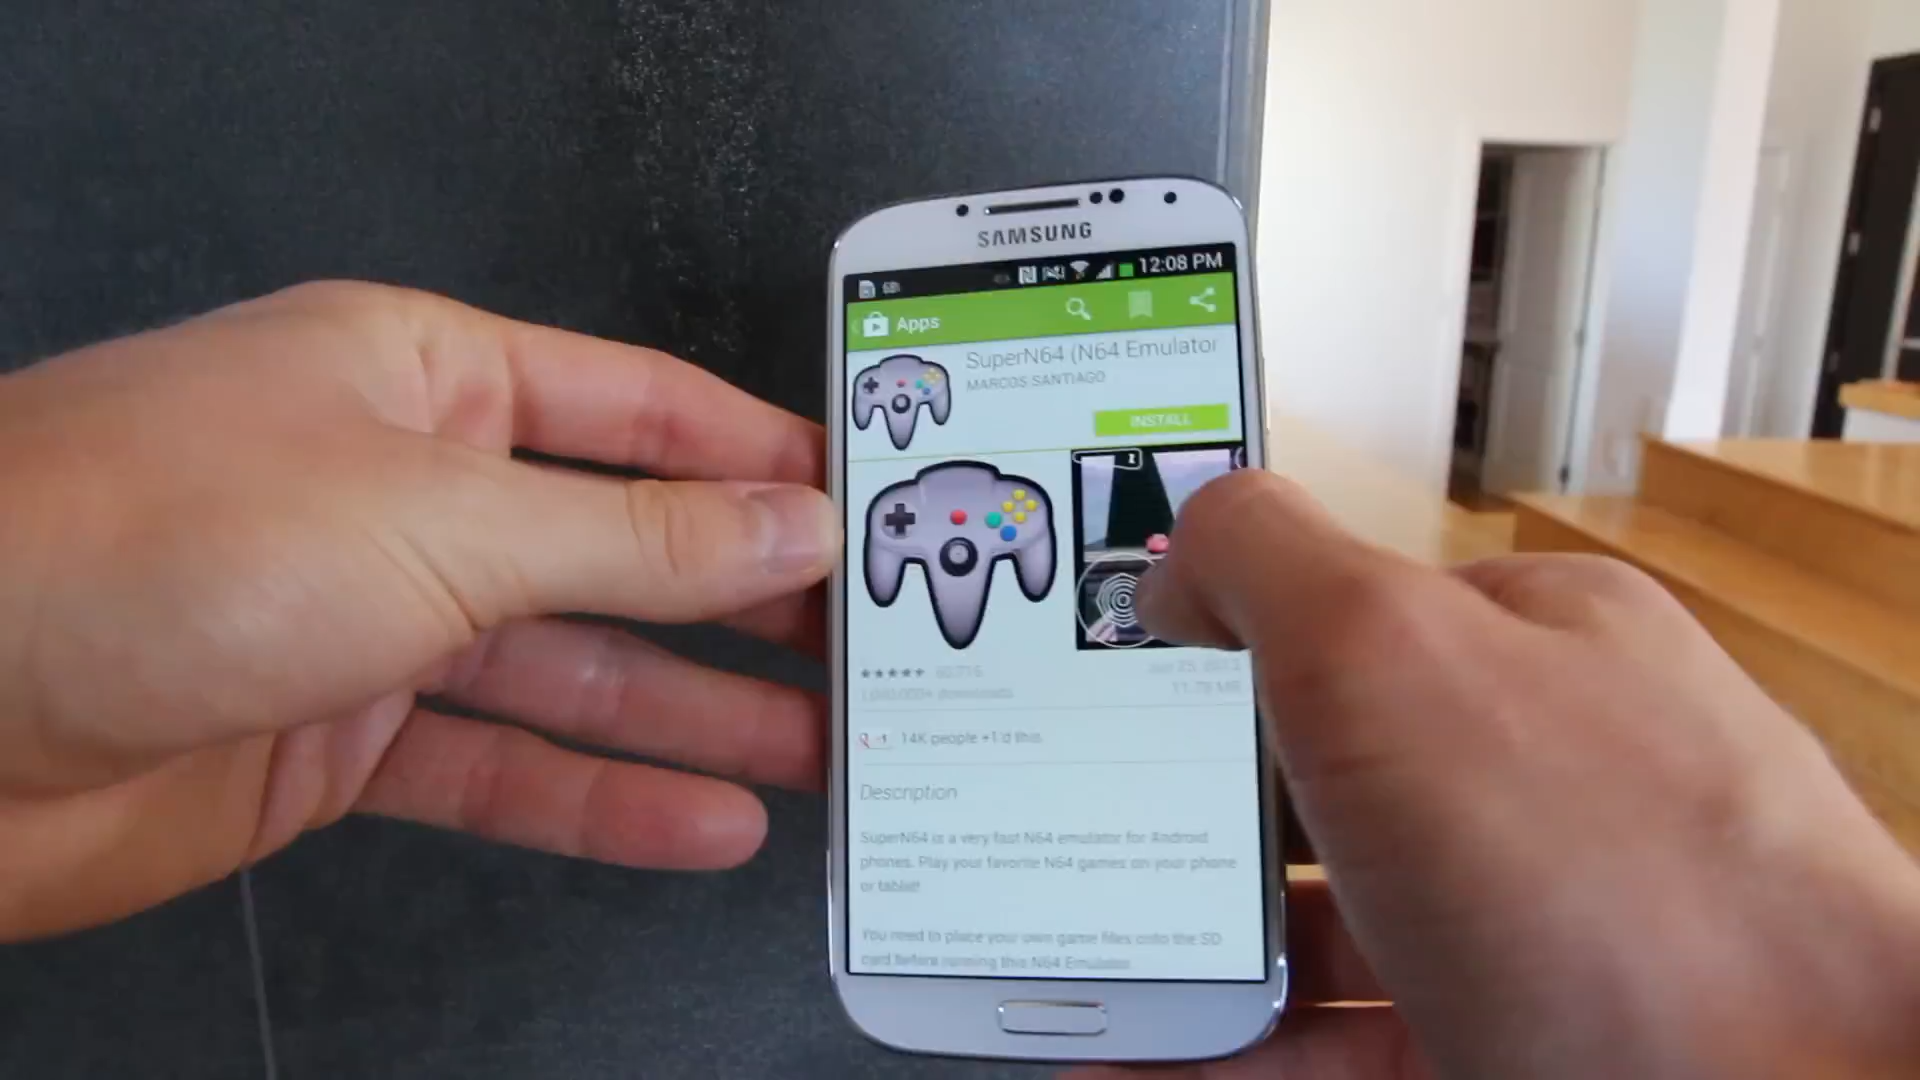 SAMSUNG
12:08 PM
Apps
SuperN64 (N64 Emulator
MARCOS SANTIAGO
INSTALL
14K people +1'd this
Description
SuperN64 is a very fast N64 emulator for Android
phones. Play your favorite N64 games on your phone
or tablet!
You need to place your own game files onto the SD
card before running this N64 Emulator